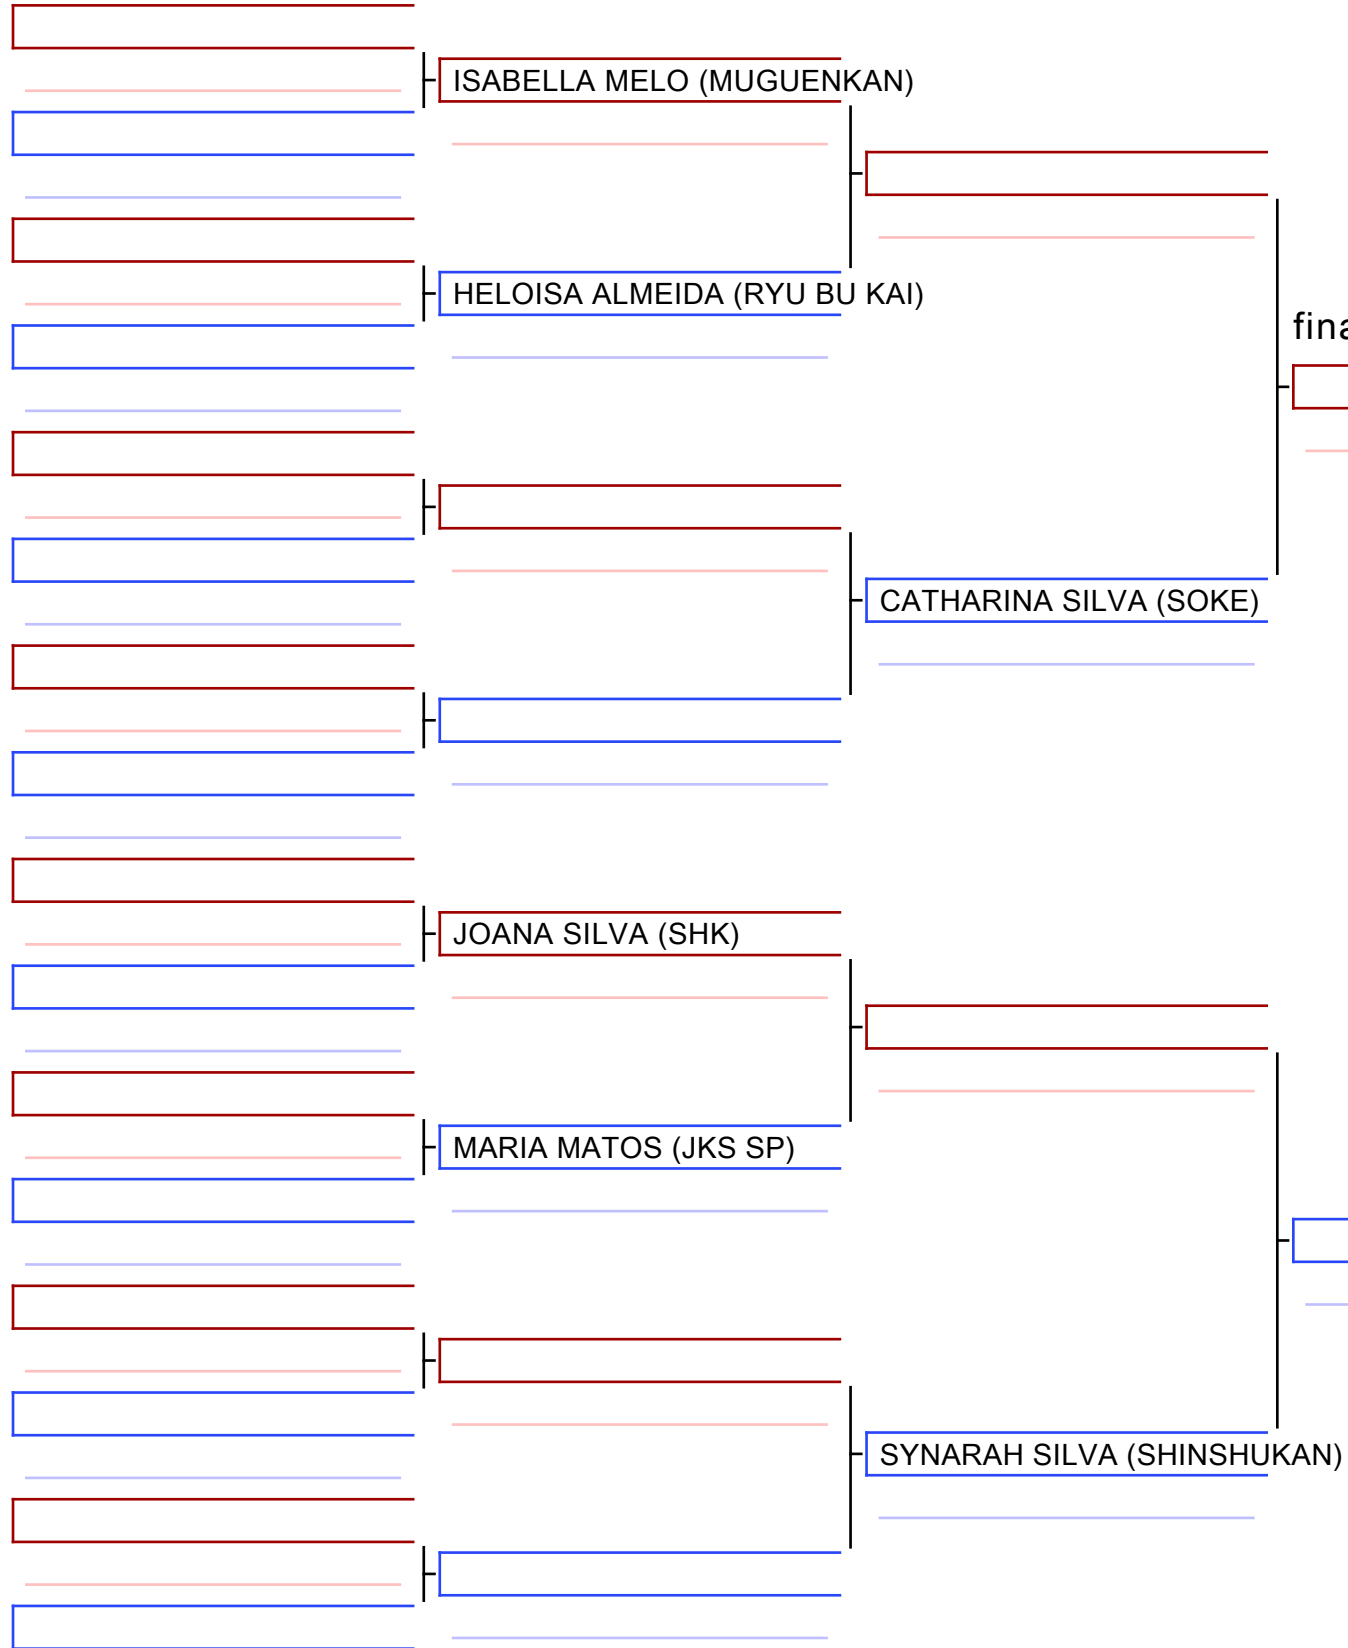 ISABELLA MELO (MUGUENKAN)
HELOISA ALMEIDA (RYU BU KAI)
fina
CATHARINA SILVA (SOKE)
JOANA SILVA (SHK)
MARIA MATOS (JKS SP)
SYNARAH SILVA (SHINSHUKAN)